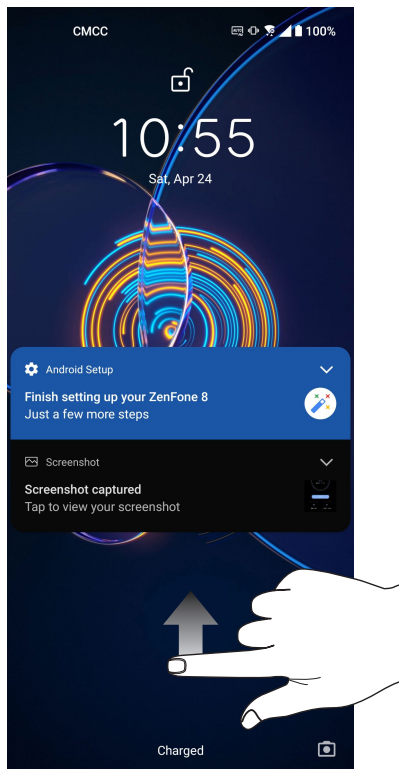 CMCC
100%
10:55
Sat, Apr 24
Android Setup
Finish setting up your ZenFone 8
Just a few more steps
Screenshot
Screenshot captured
Tap to view your screenshot
Charged